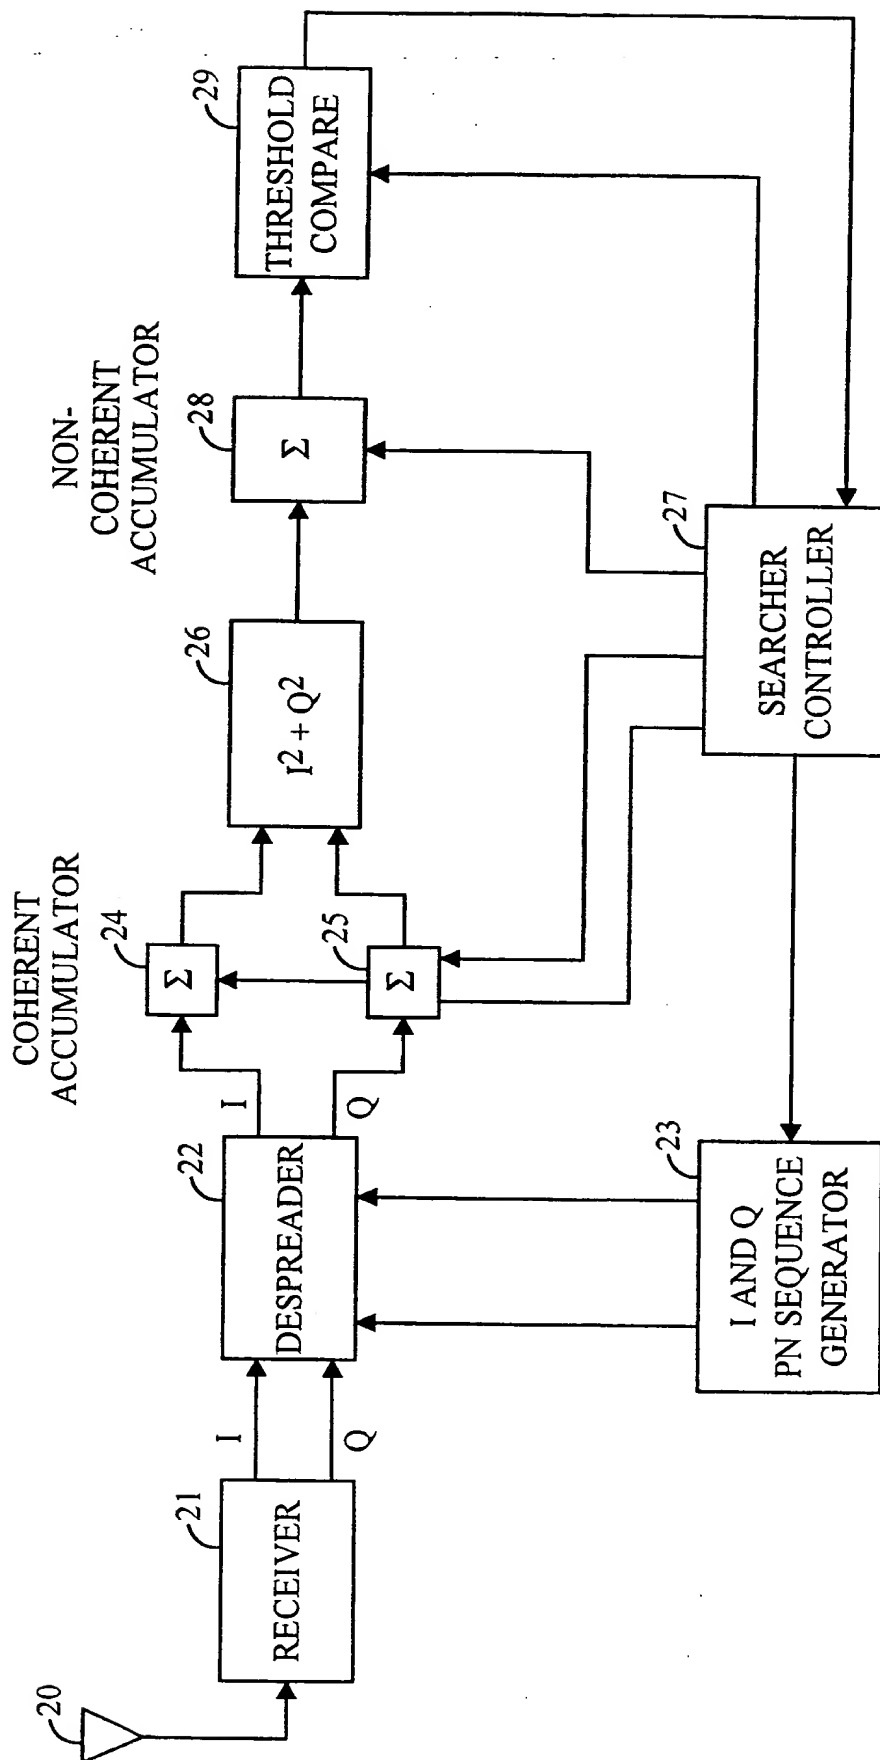 COHERENT
ACCUMULATOR
NON-
COHERENT
ACCUMULATOR
20
21
RECEIVER
I
Q
22
DESPREADER
I
Q
24
Σ
25
Σ
26
I² + Q²
28
Σ
29
THRESHOLD
COMPARE
23
I AND Q
PN SEQUENCE
GENERATOR
27
SEARCHER
CONTROLLER